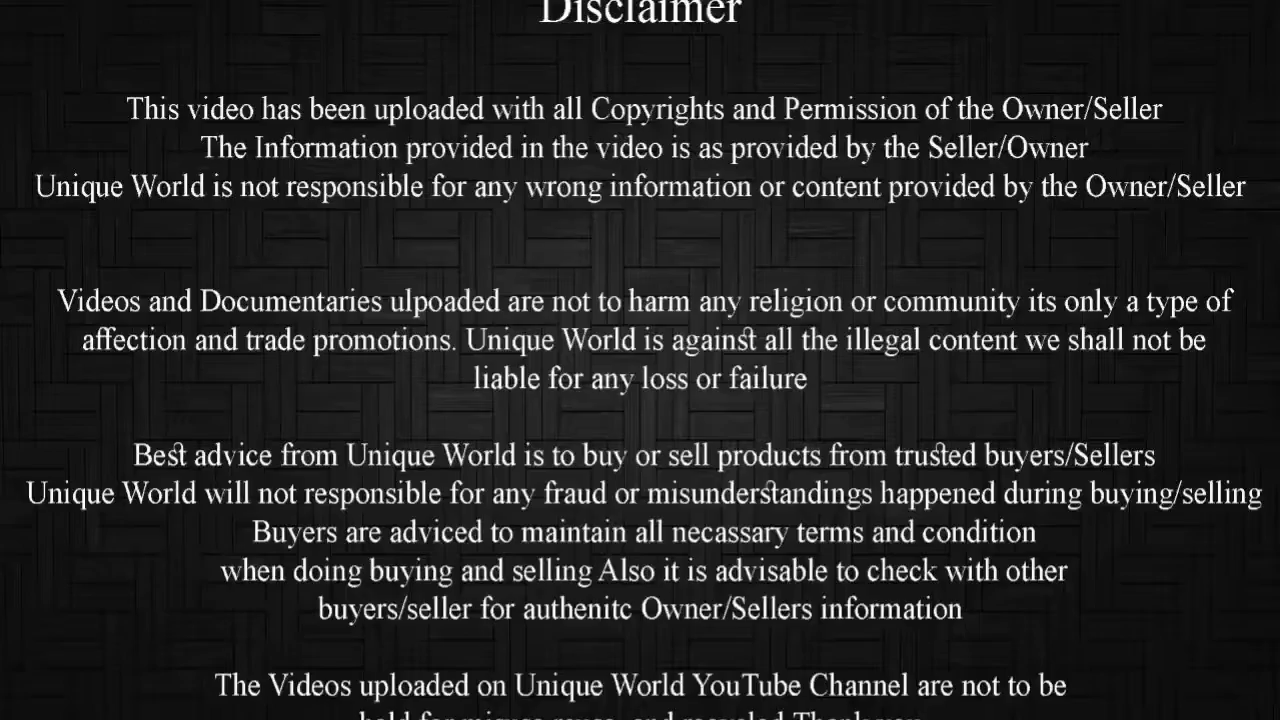 Disclaimer
This video has been uploaded with all Copyrights and Permission of the Owner/Seller
The Information provided in the video is as provided by the Seller/Owner
Unique World is not responsible for any wrong information or content provided by the Owner/Seller
Videos and Documentaries ulpoaded are not to harm any religion or community its only a type of
affection and trade promotions. Unique World is against all the illegal content we shall not be
liable for any loss or failure
Best advice from Unique World is to buy or sell products from trusted buyers/Sellers
Unique World will not responsible for any fraud or misunderstandings happened during buying/selling
Buyers are adviced to maintain all necassary terms and condition
when doing buying and selling Also it is advisable to check with other
buyers/seller for authenitc Owner/Sellers information
The Videos uploaded on Unique World YouTube Channel are not to be